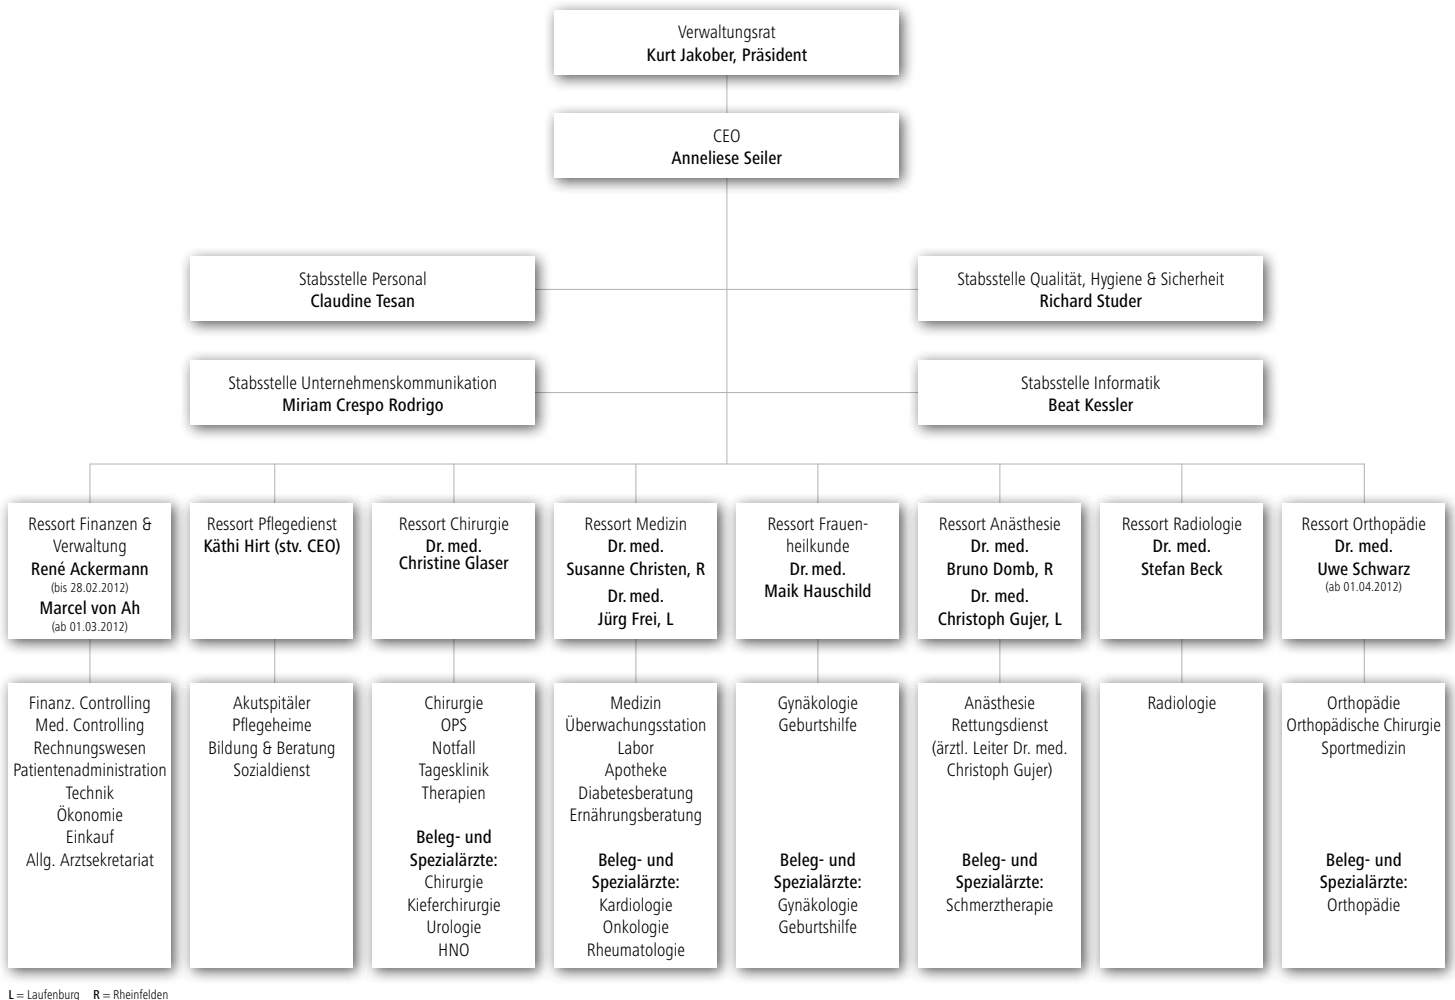 Verwaltungsrat
Kurt Jakober, Präsident
CEO
Anneliese Seiler
Stabsstelle Personal
Claudine Tesan
Stabsstelle Qualität, Hygiene & Sicherheit
Richard Studer
Stabsstelle Unternehmenskommunikation
Miriam Crespo Rodrigo
Stabsstelle Informatik
Beat Kessler
Ressort Finanzen &
Verwaltung
René Ackermann
(bis 28.02.2012)
Marcel von Ah
(ab 01.03.2012)
Ressort Pflegedienst
Käthi Hirt (stv. CEO)
Ressort Chirurgie
Dr. med.
Christine Glaser
Ressort Medizin
Dr. med.
Susanne Christen, R
Dr. med.
Jürg Frei, L
Ressort Frauen-
heilkunde
Dr. med.
Maik Hauschild
Ressort Anästhesie
Dr. med.
Bruno Domb, R
Dr. med.
Christoph Gujer, L
Ressort Radiologie
Dr. med.
Stefan Beck
Ressort Orthopädie
Dr. med.
Uwe Schwarz
(ab 01.04.2012)
Finanz. Controlling
Med. Controlling
Rechnungswesen
Patientenadministration
Technik
Ökonomie
Einkauf
Allg. Arztsekretariat
Akutspitäler
Pflegeheime
Bildung & Beratung
Sozialdienst
Chirurgie
OPS
Notfall
Tagesklinik
Therapien
Beleg- und
Spezialärzte:
Chirurgie
Kieferchirurgie
Urologie
HNO
Medizin
Überwachungsstation
Labor
Apotheke
Diabetesberatung
Ernährungsberatung
Beleg- und
Spezialärzte:
Kardiologie
Onkologie
Rheumatologie
Gynäkologie
Geburtshilfe
Beleg- und
Spezialärzte:
Gynäkologie
Geburtshilfe
Anästhesie
Rettungsdienst
(ärztl. Leiter Dr. med.
Christoph Gujer)
Beleg- und
Spezialärzte:
Schmerztherapie
Radiologie
Orthopädie
Orthopädische Chirurgie
Sportmedizin
Beleg- und
Spezialärzte:
Orthopädie
L = Laufenburg R = Rheinfelden